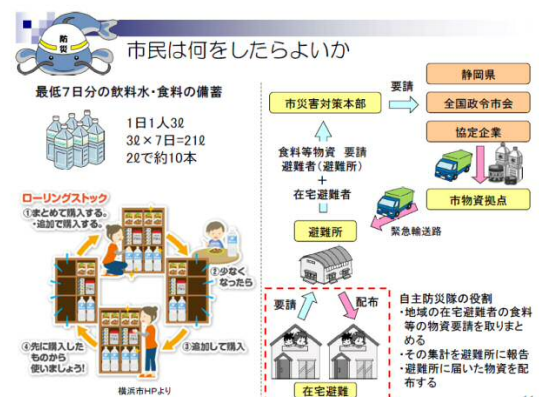 防
災
市民は何をしたらよいか
最低7日分の飲料水・食料の備蓄
1日1人3ℓ
3ℓ×7日=21ℓ
2ℓで約10本
ローリングストック
①まとめて購入する。
・追加で購入する。
②少なく
なったら
③追加して購入
④先に購入した
ものから
使いましょう!
横浜市HPより
静岡県
全国政令市会
協定企業
要請
市災害対策本部
食料等物資 要請
避難者(避難所)
+
在宅避難者
市物資拠点
緊急輸送路
避難所
要請
配布
在宅避難
自主防災隊の役割
・地域の在宅避難者の食料
等の物資要請を取りまと
める
・その集計を避難所に報告
・避難所に届いた物資を配
布する